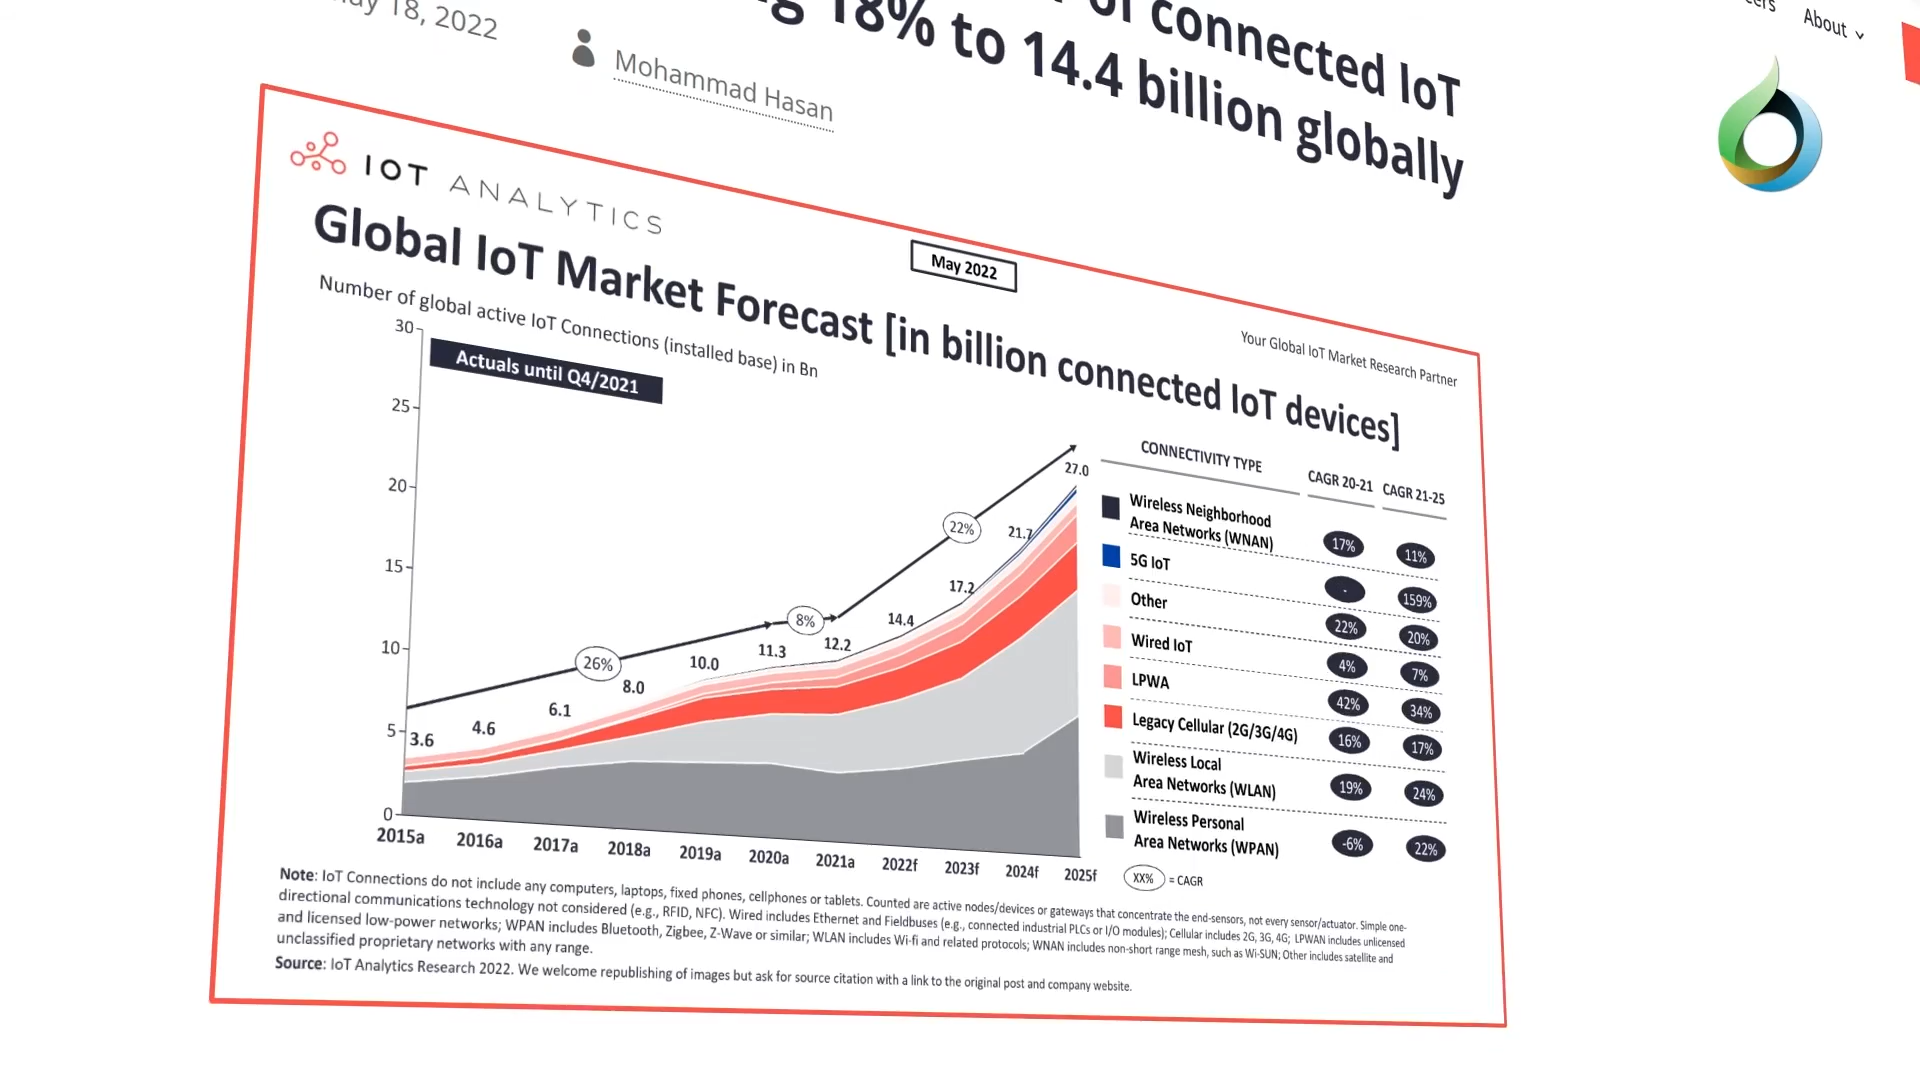 18, 2022
Mohammad Hasan
connected IoT
18% to 14.4 billion globally
About
IOT ANALYTICS
Global IoT Market Forecast [in billion connected IoT devices]
May 2022
Your Global IoT Market Research Partner
Number of global active IoT Connections (installed base) in Bn
Actuals until Q4/2021
30
25
20
15
10
5
0
3.6
4.6
6.1
8.0
10.0
11.3
12.2
14.4
17.2
21.7
27.0
26%
8%
22%
2015a 2016a 2017a 2018a 2019a 2020a 2021a 2022f 2023f 2024f 2025f
CONNECTIVITY TYPE CAGR 20-21 CAGR 21-25
Wireless Neighborhood
Area Networks (WNAN) 17% 11%
5G IoT - 159%
Other 22% 20%
Wired IoT 4% 7%
LPWA 42% 34%
Legacy Cellular (2G/3G/4G) 16% 17%
Wireless Local
Area Networks (WLAN) 19% 24%
Wireless Personal
Area Networks (WPAN) -6% 22%
XX% = CAGR
Note: IoT Connections do not include any computers, laptops, fixed phones, cellphones or tablets. Counted are active nodes/devices or gateways that concentrate the end-sensors, not every sensor/actuator. Simple one-
directional communications technology not considered (e.g., RFID, NFC). Wired includes Ethernet and Fieldbuses (e.g., connected industrial PLCs or I/O modules); Cellular includes 2G, 3G, 4G; LPWAN includes unlicensed
and licensed low-power networks; WPAN includes Bluetooth, Zigbee, Z-Wave or similar; WLAN includes Wi-fi and related protocols; WNAN includes non-short range mesh, such as Wi-SUN; Other includes satellite and
unclassified proprietary networks with any range.
Source: IoT Analytics Research 2022. We welcome republishing of images but ask for source citation with a link to the original post and company website.